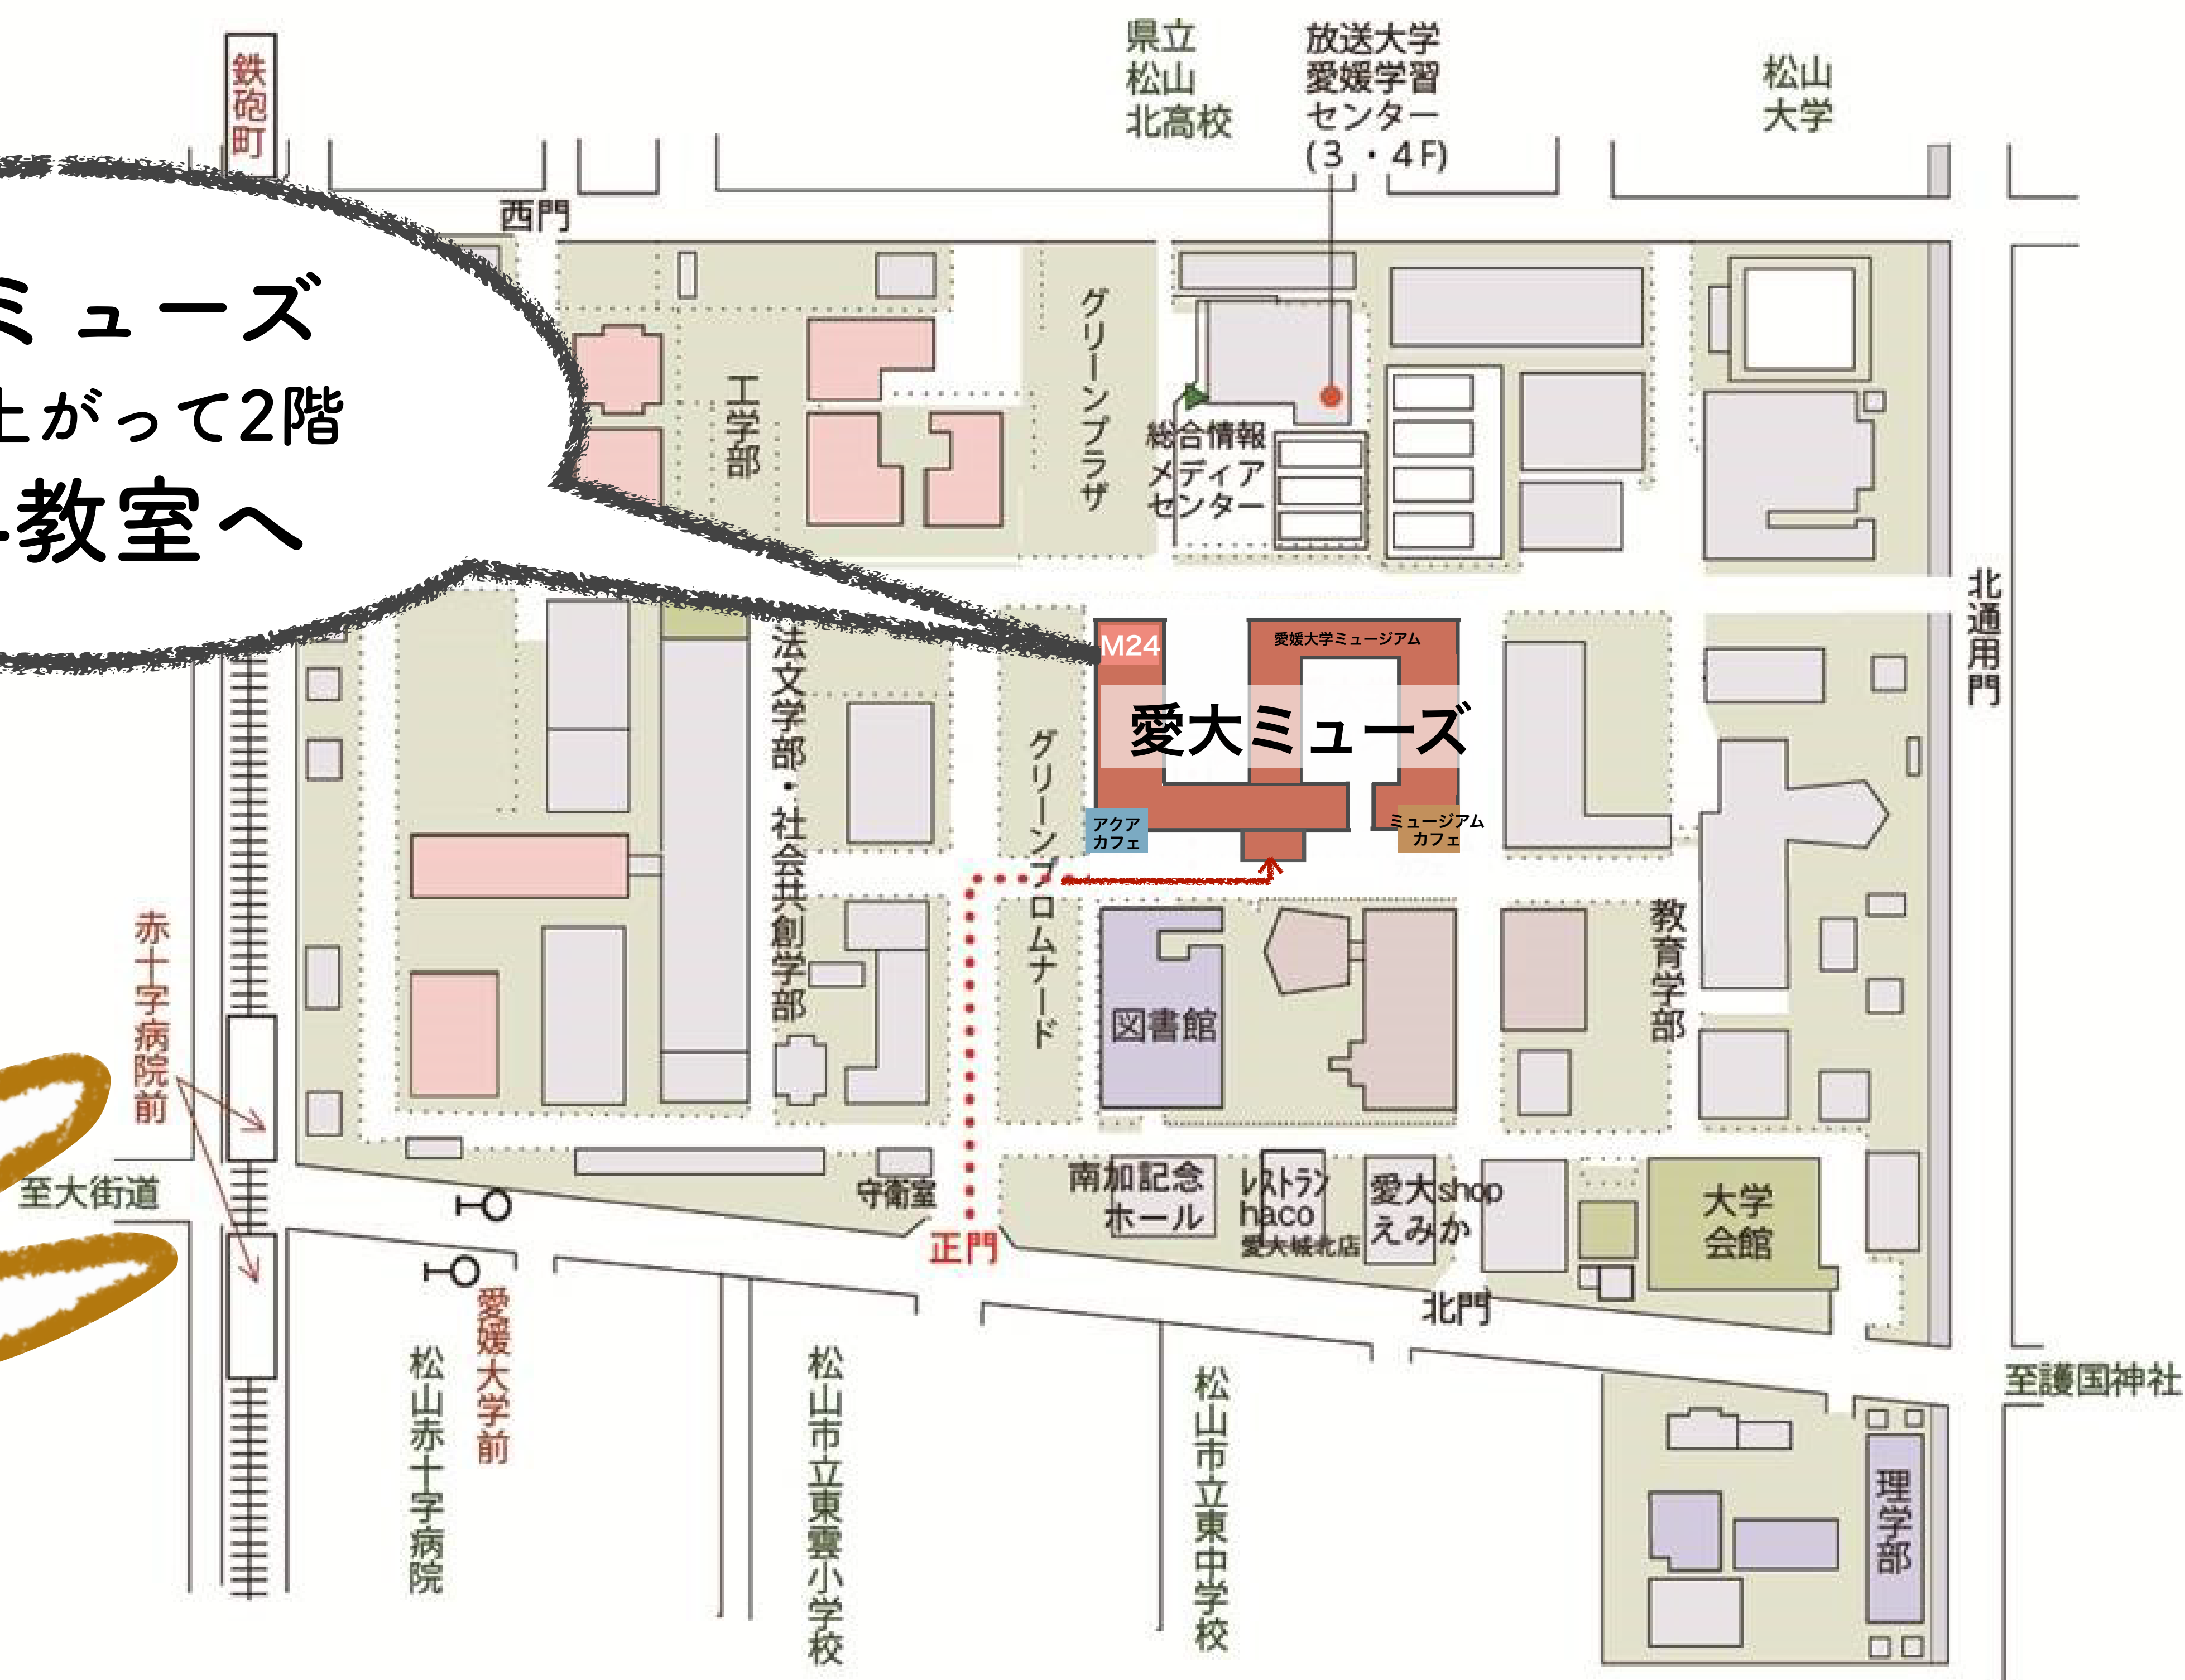 県立
松山
北高校
放送大学
愛媛学習
センター
(3・4F)
松山
大学
鉄砲町
西門
ミューズ
上がって2階
教室へ
工学部
グリーンプラザ
総合情報
メディア
センター
北通用門
M24
愛媛大学ミュージアム
愛大ミューズ
アクア
カフェ
ミュージアム
カフェ
法文学部・社会共創学部
グリーンプロムナード
図書館
教育学部
赤十字病院前
至大街道
守衛室
正門
南加記念
ホール
レストラン
haco
愛大城北店
愛大shop
えみか
大学
会館
北門
愛媛大学前
松山赤十字病院
松山市立東雲小学校
松山市立東中学校
至護国神社
理学部